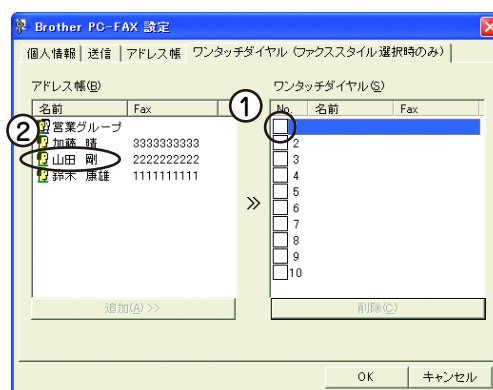 Brother PC-FAX 設定
個人情報 送信 アドレス帳 ワンタッチダイヤル(ファクススタイル選択時のみ)
アドレス帳(B)
名前 Fax
営業グループ
加藤 晴 3333333333
山田 剛 2222222222
鈴木 康雄 1111111111
追加(A) >>
②
≫
①
ワンタッチダイヤル(S)
No. 名前 Fax
2
3
4
5
6
7
8
9
10
削除(C)
OK キャンセル